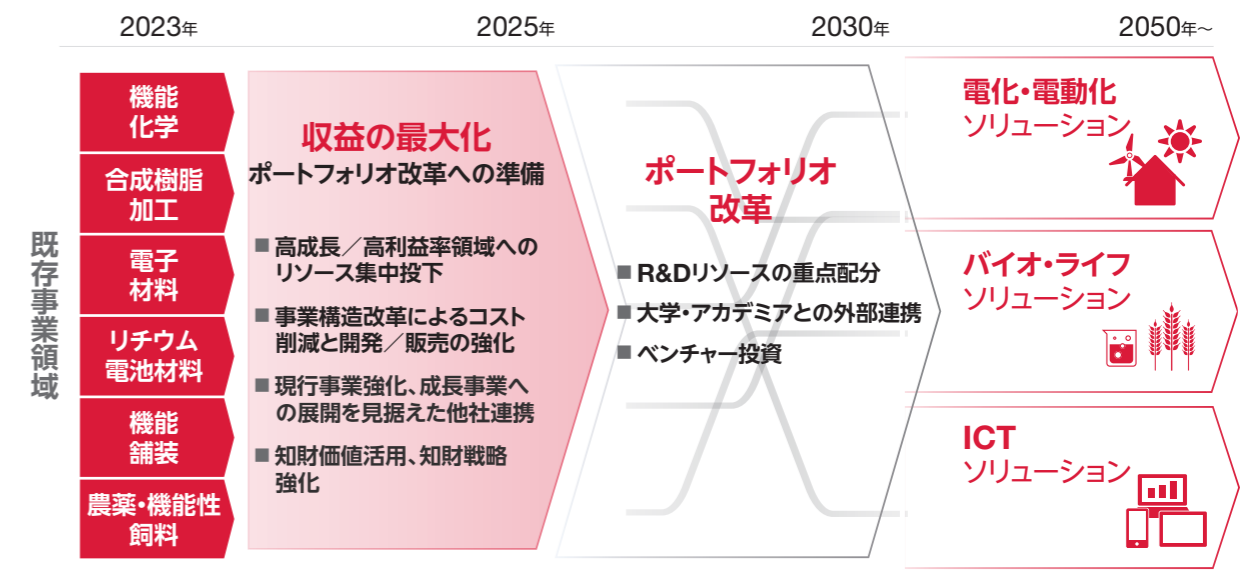 2023年
2025年
2030年
2050年~
既存事業領域
機能
化学
合成樹脂
加工
電子
材料
リチウム
電池材料
機能
舗装
農薬・機能性
飼料
収益の最大化
ポートフォリオ改革への準備
■ 高成長／高利益率領域への
リソース集中投下
■ 事業構造改革によるコスト
削減と開発／販売の強化
■ 現行事業強化、成長事業へ
の展開を見据えた他社連携
■ 知財価値活用、知財戦略
強化
ポートフォリオ
改革
■ R&Dリソースの重点配分
■ 大学・アカデミアとの外部連携
■ ベンチャー投資
電化・電動化
ソリューション
バイオ・ライフ
ソリューション
ICT
ソリューション